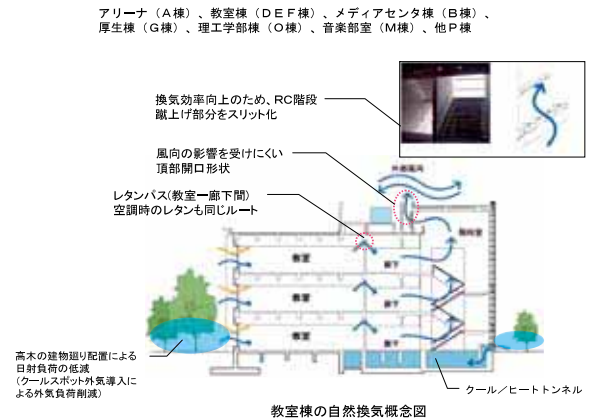 アリーナ（A棟）、教室棟（DEF棟）、メディアセンタ棟（B棟）、
厚生棟（G棟）、理工学部棟（O棟）、音楽部室（M棟）、他P棟
換気効率向上のため、RC階段
蹴上げ部分をスリット化
風向の影響を受けにくい
頂部開口形状
レタンパス(教室ー廊下間)
空調時のレタンも同じルート
外部風向
階段室
教室
廊下
教室
廊下
教室
廊下
高木の建物廻り配置による
日射負荷の低減
(クールスポット外気導入に
よる外気負荷削減)
クール／ヒートトンネル
教室棟の自然換気概念図